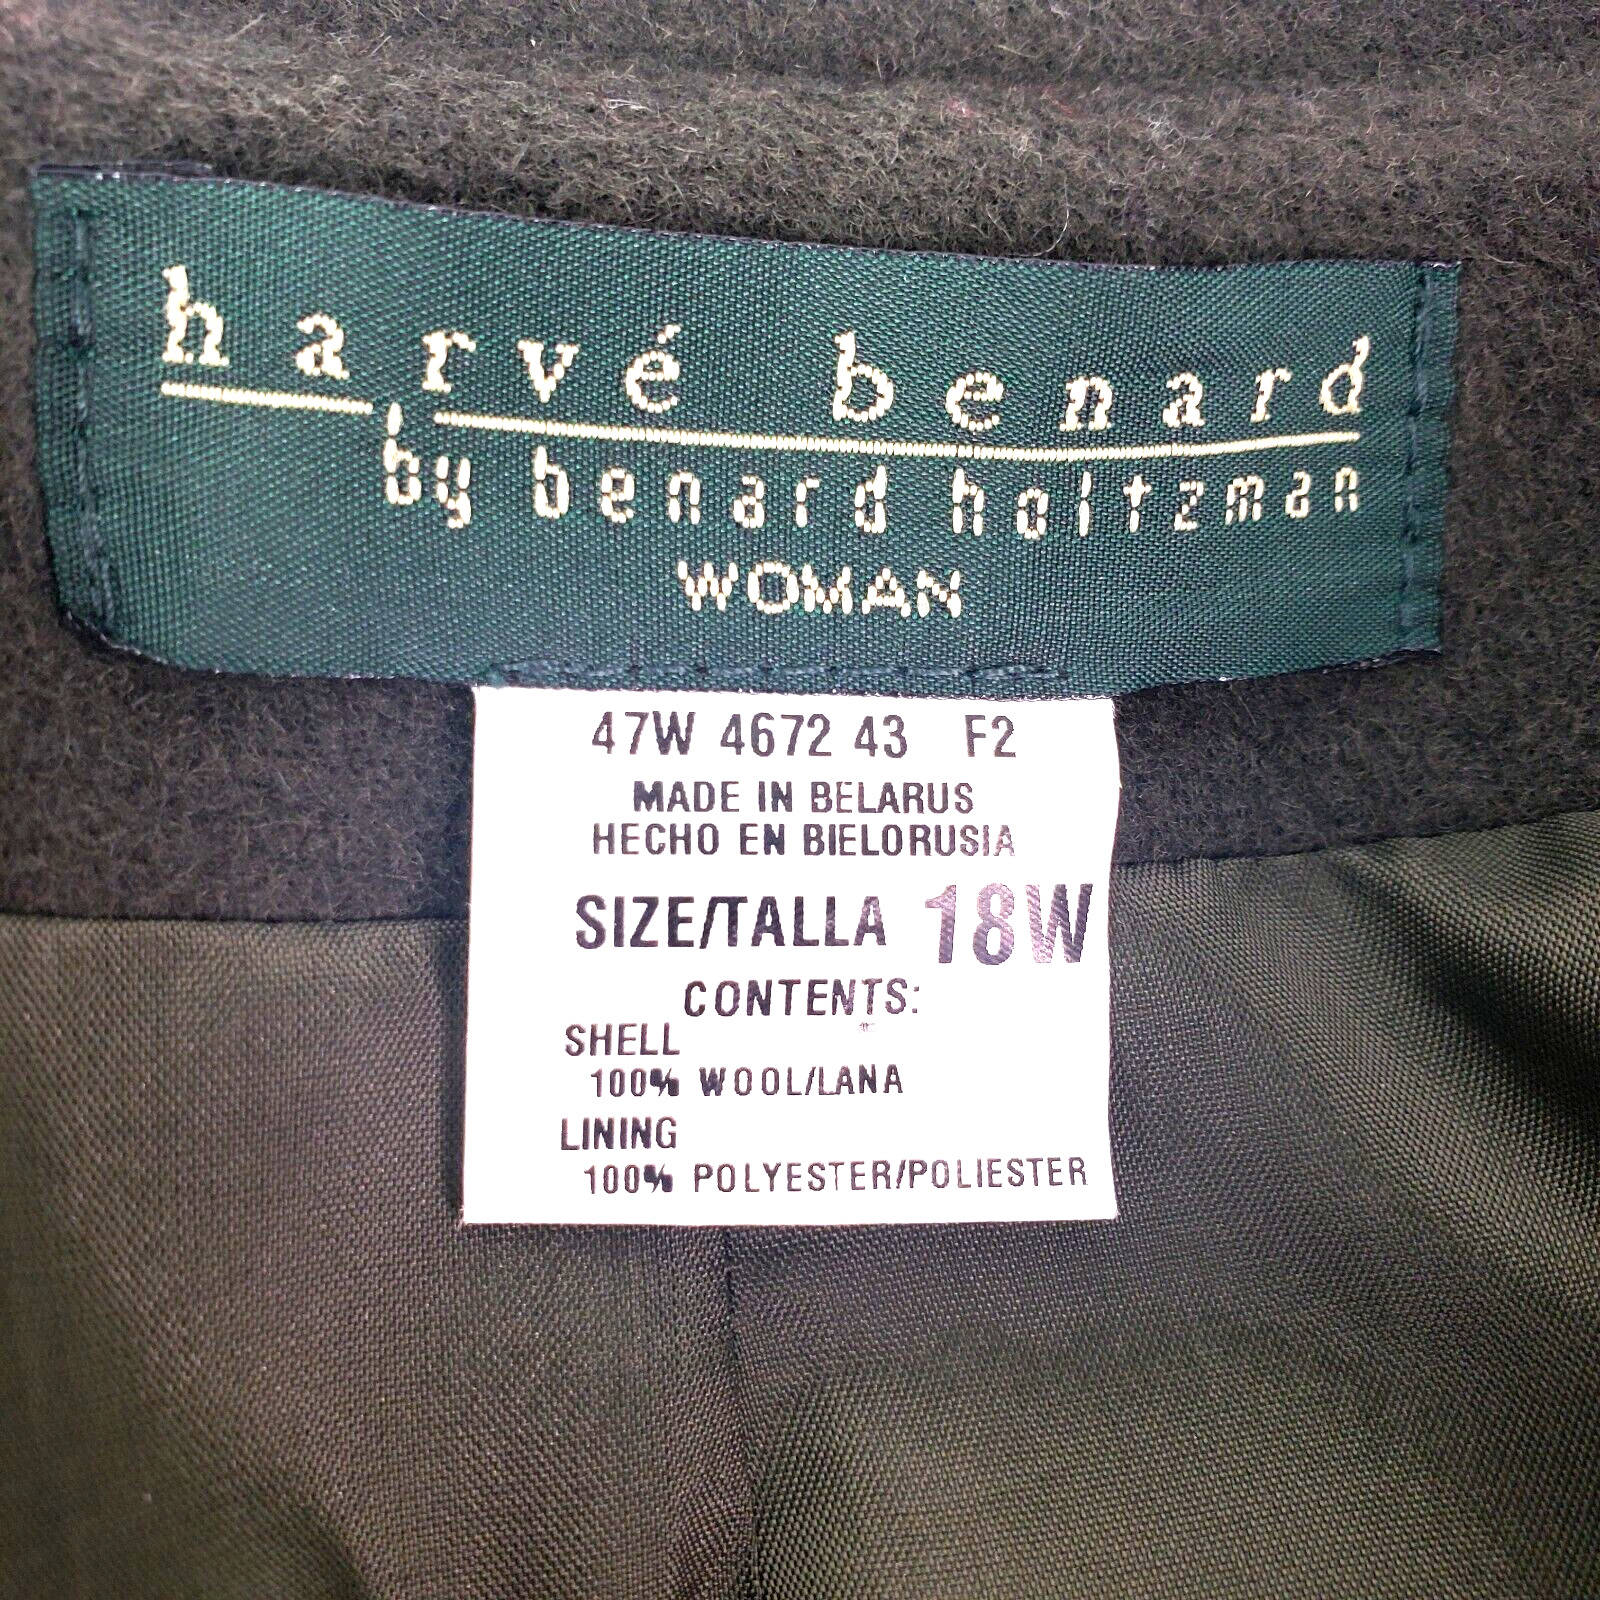 harvé benard
by benard holtzman
WOMAN
47W 4672 43 F2
MADE IN BELARUS
HECHO EN BIELORUSIA
SIZE/TALLA 18W
CONTENTS:
SHELL
100% WOOL/LANA
LINING
100% POLYESTER/POLIESTER